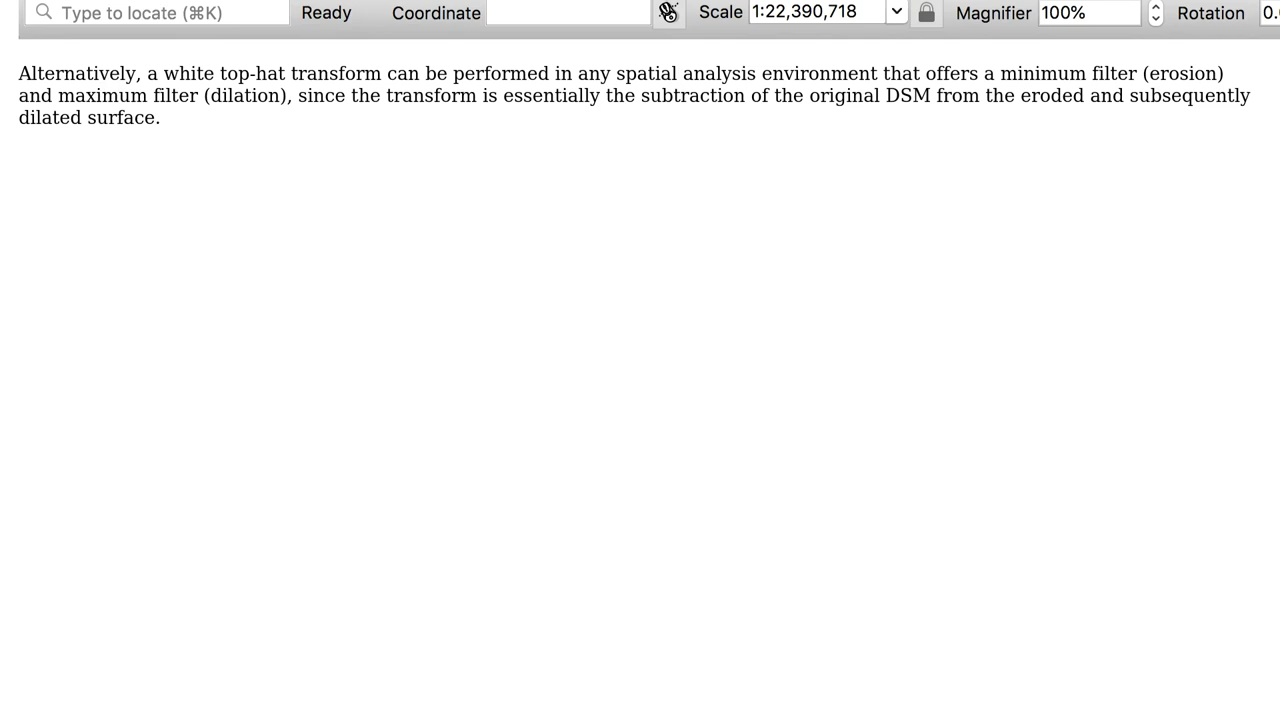 Type to locate (⌘K) Ready Coordinate Scale 1:22,390,718 Magnifier 100% Rotation
Alternatively, a white top-hat transform can be performed in any spatial analysis environment that offers a minimum filter (erosion)
and maximum filter (dilation), since the transform is essentially the subtraction of the original DSM from the eroded and subsequently
dilated surface.